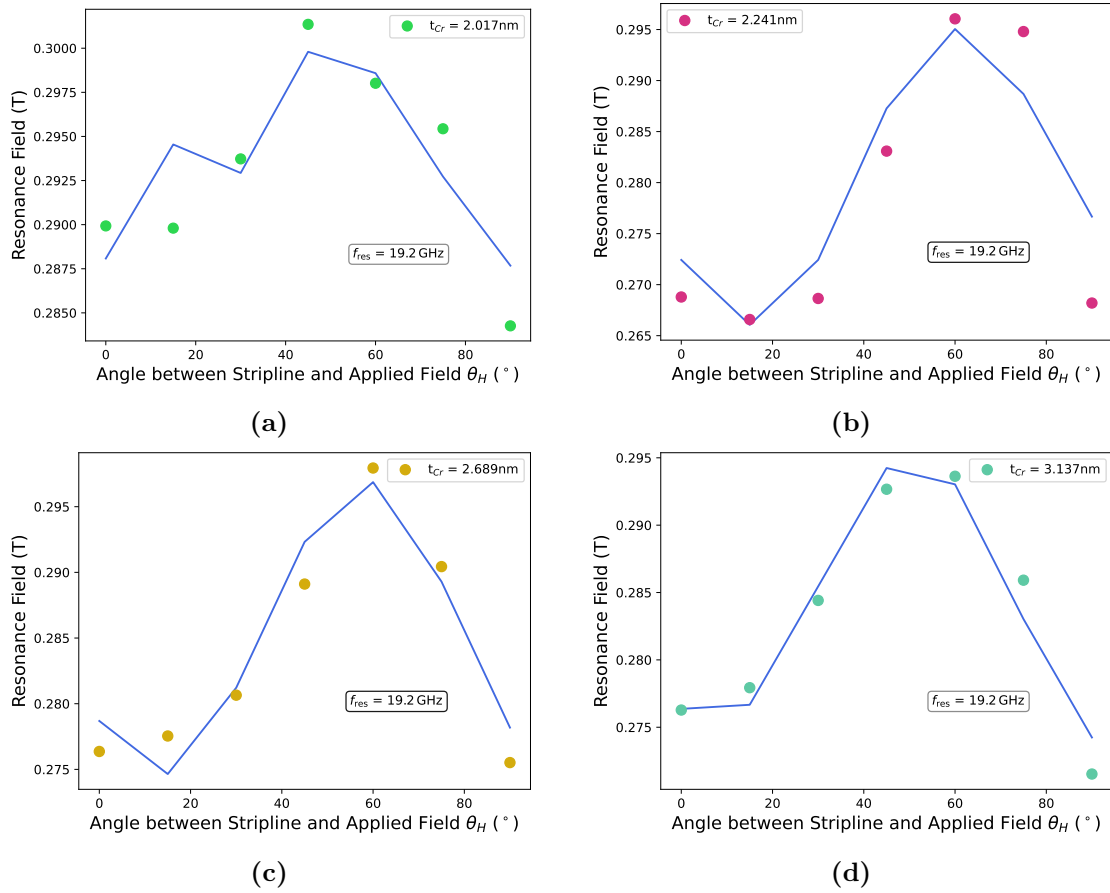 t_Cr = 2.017nm
0.3000
0.2975
0.2950
0.2925
0.2900
0.2875
0.2850
Resonance Field (T)
f_res = 19.2 GHz
0 20 40 60 80
Angle between Stripline and Applied Field θ_H (°)
(a)
t_Cr = 2.241nm
0.295
0.290
0.285
0.280
0.275
0.270
0.265
Resonance Field (T)
f_res = 19.2 GHz
0 20 40 60 80
Angle between Stripline and Applied Field θ_H (°)
(b)
t_Cr = 2.689nm
0.295
0.290
0.285
0.280
0.275
Resonance Field (T)
f_res = 19.2 GHz
0 20 40 60 80
Angle between Stripline and Applied Field θ_H (°)
(c)
t_Cr = 3.137nm
0.295
0.290
0.285
0.280
0.275
Resonance Field (T)
f_res = 19.2 GHz
0 20 40 60 80
Angle between Stripline and Applied Field θ_H (°)
(d)